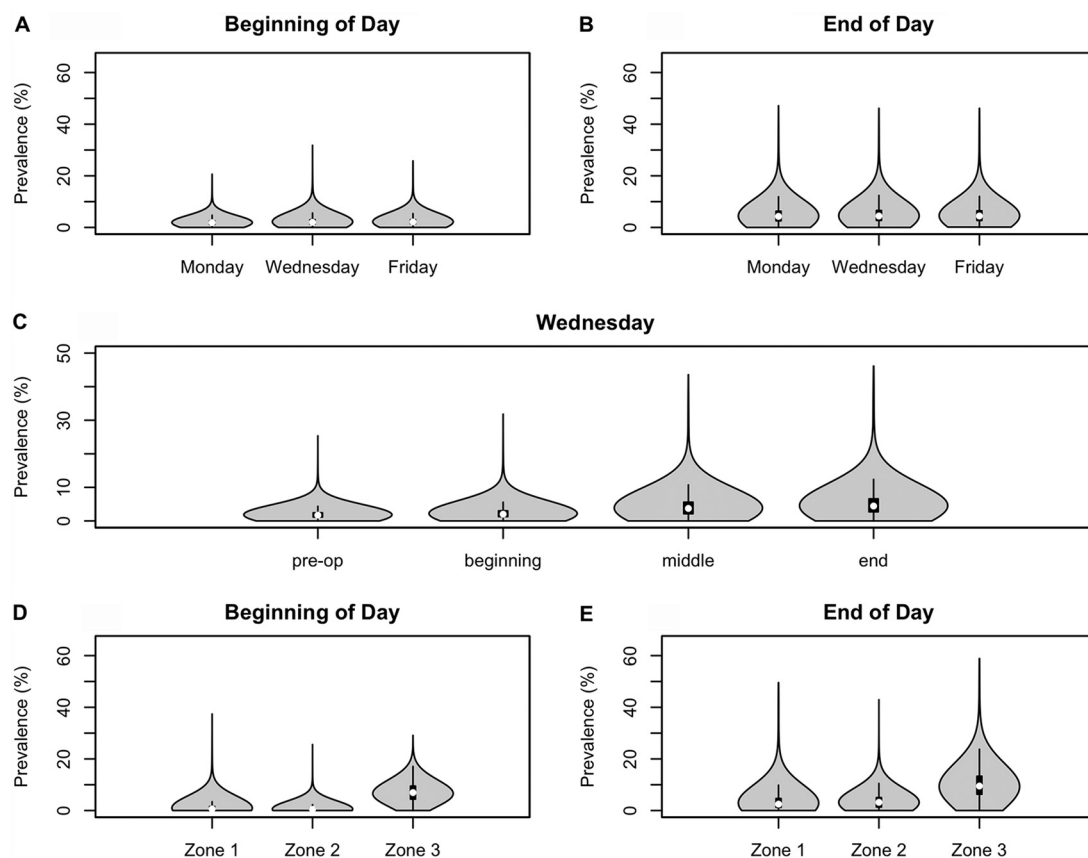 A Beginning of Day
Prevalence (%)
60
40
20
0
Monday Wednesday Friday
B End of Day
Prevalence (%)
60
40
20
0
Monday Wednesday Friday
C Wednesday
Prevalence (%)
50
30
10
0
pre-op beginning middle end
D Beginning of Day
Prevalence (%)
60
40
20
0
Zone 1 Zone 2 Zone 3
E End of Day
Prevalence (%)
60
40
20
0
Zone 1 Zone 2 Zone 3